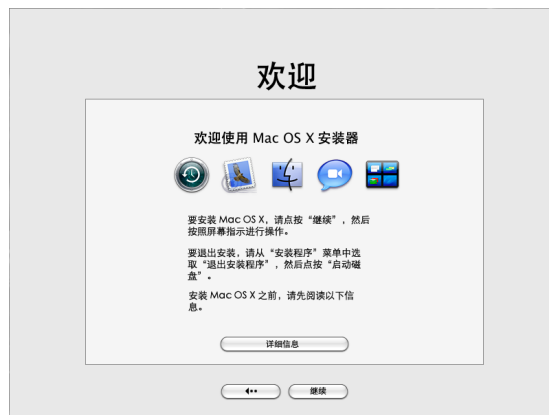 欢迎
欢迎使用 Mac OS X 安装器
要安装 Mac OS X，请点按“继续”，然后
按照屏幕指示进行操作。
要退出安装，请从“安装程序”菜单中选
取“退出安装程序”，然后点按“启动磁
盘”。
安装 Mac OS X 之前，请先阅读以下信
息。
详细信息
继续